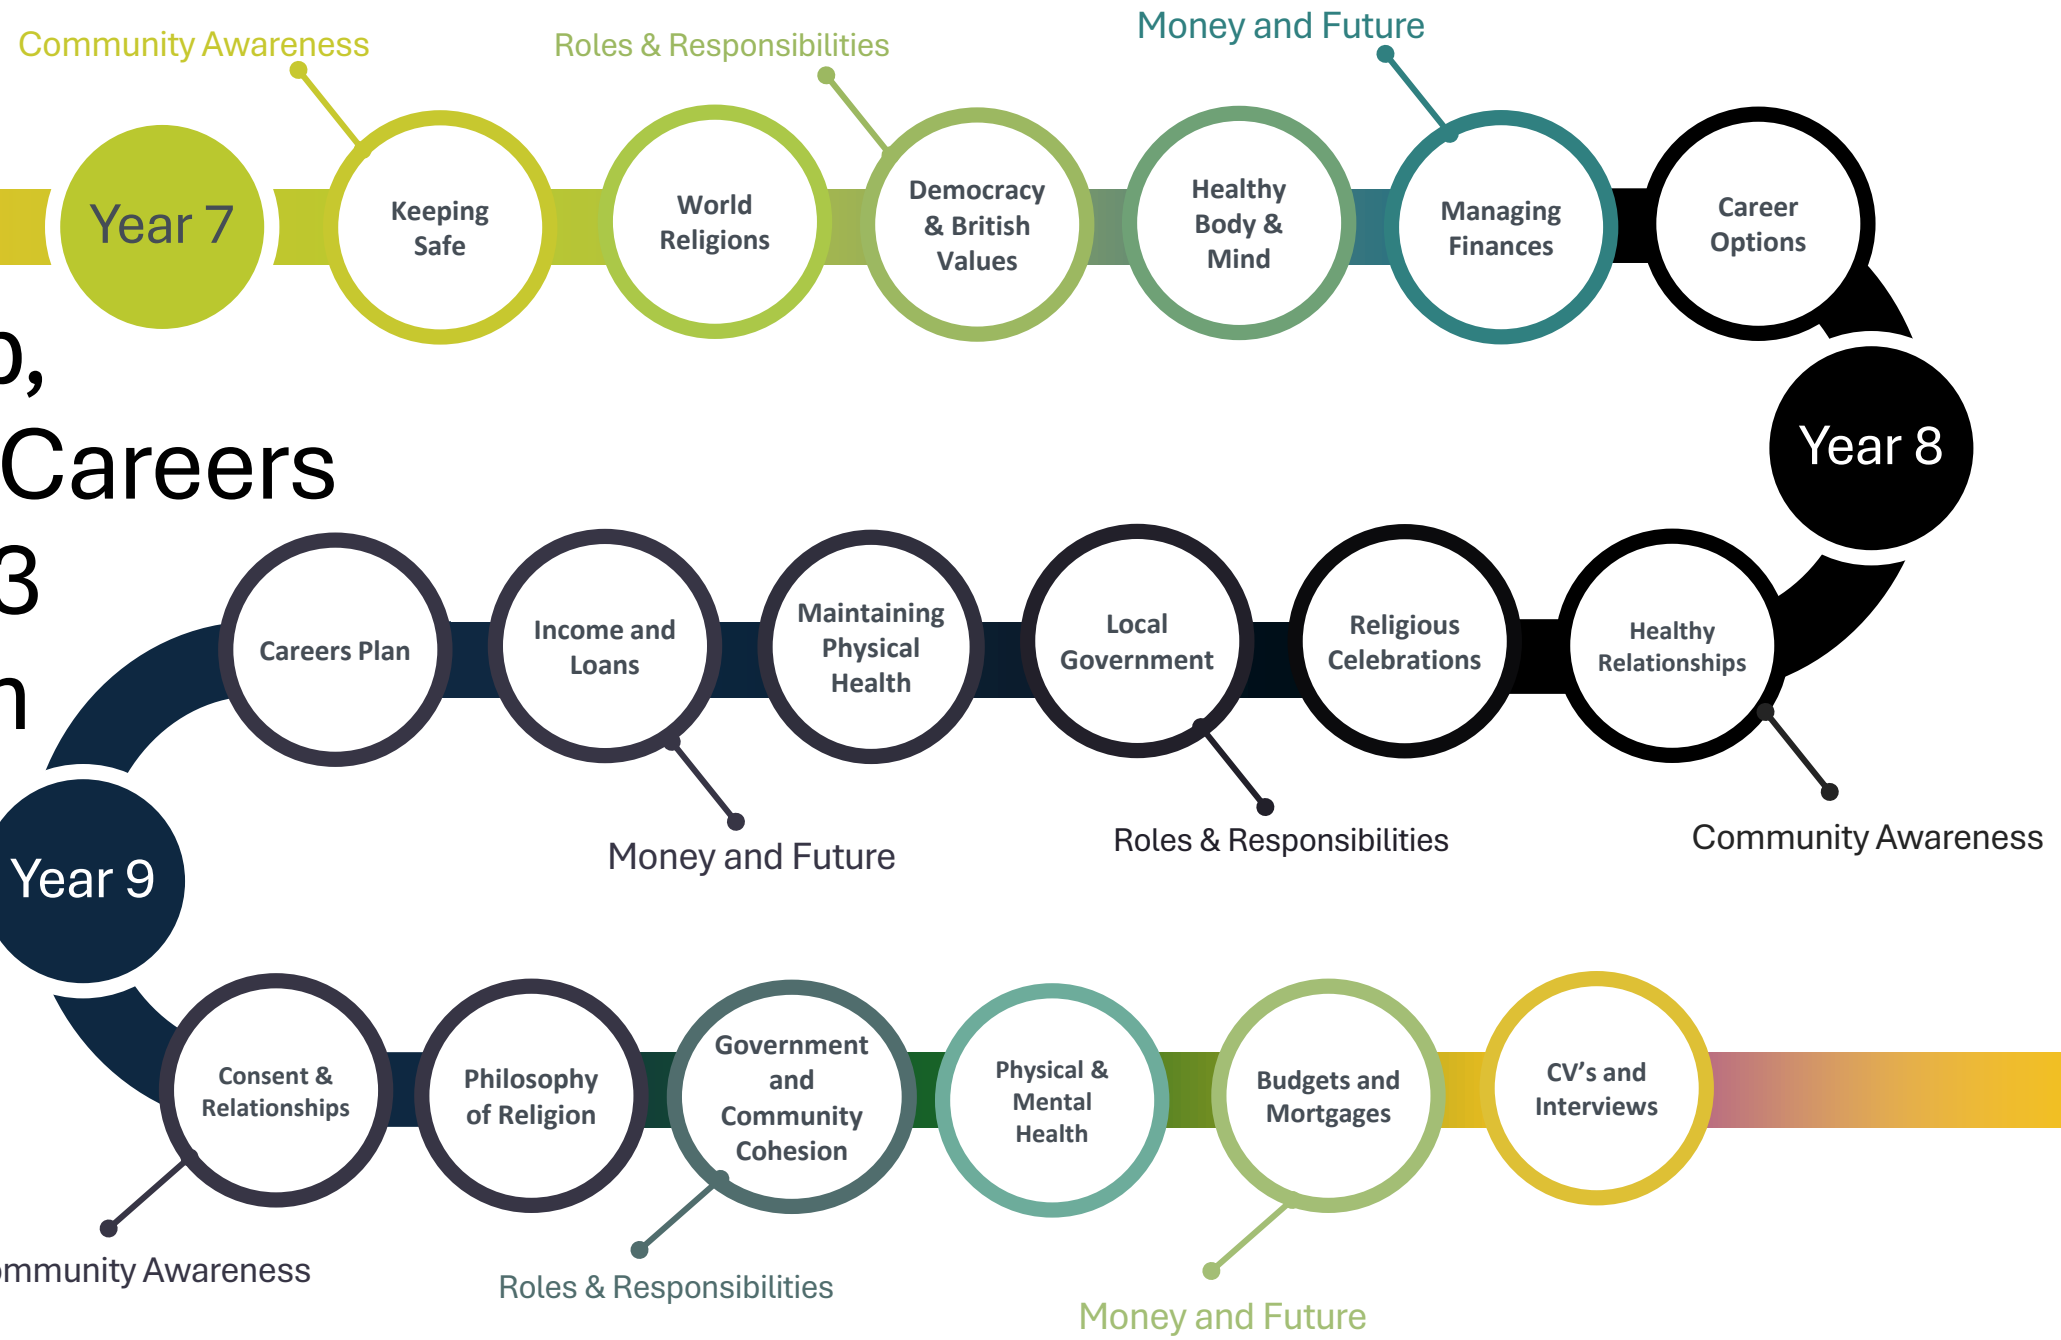 Community Awareness
Roles & Responsibilities
Money and Future
Year 7
Keeping
Safe
World
Religions
Democracy
& British
Values
Healthy
Body &
Mind
Managing
Finances
Career
Options
Year 8
Careers
3
Careers Plan
Income and
Loans
Maintaining
Physical
Health
Local
Government
Religious
Celebrations
Healthy
Relationships
Money and Future
Roles & Responsibilities
Community Awareness
Year 9
Consent &
Relationships
Philosophy
of Religion
Government
and
Community
Cohesion
Physical &
Mental
Health
Budgets and
Mortgages
CV's and
Interviews
ommunity Awareness
Roles & Responsibilities
Money and Future